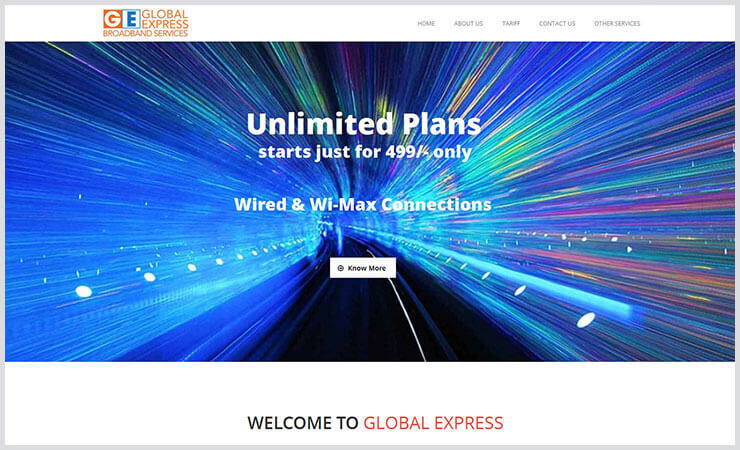 GE GLOBAL
EXPRESS
BROADBAND SERVICES
HOME ABOUT US TARIFF CONTACT US OTHER SERVICES
Unlimited Plans
starts just for 499/- only
Wired & Wi-Max Connections
Know More
WELCOME TO GLOBAL EXPRESS